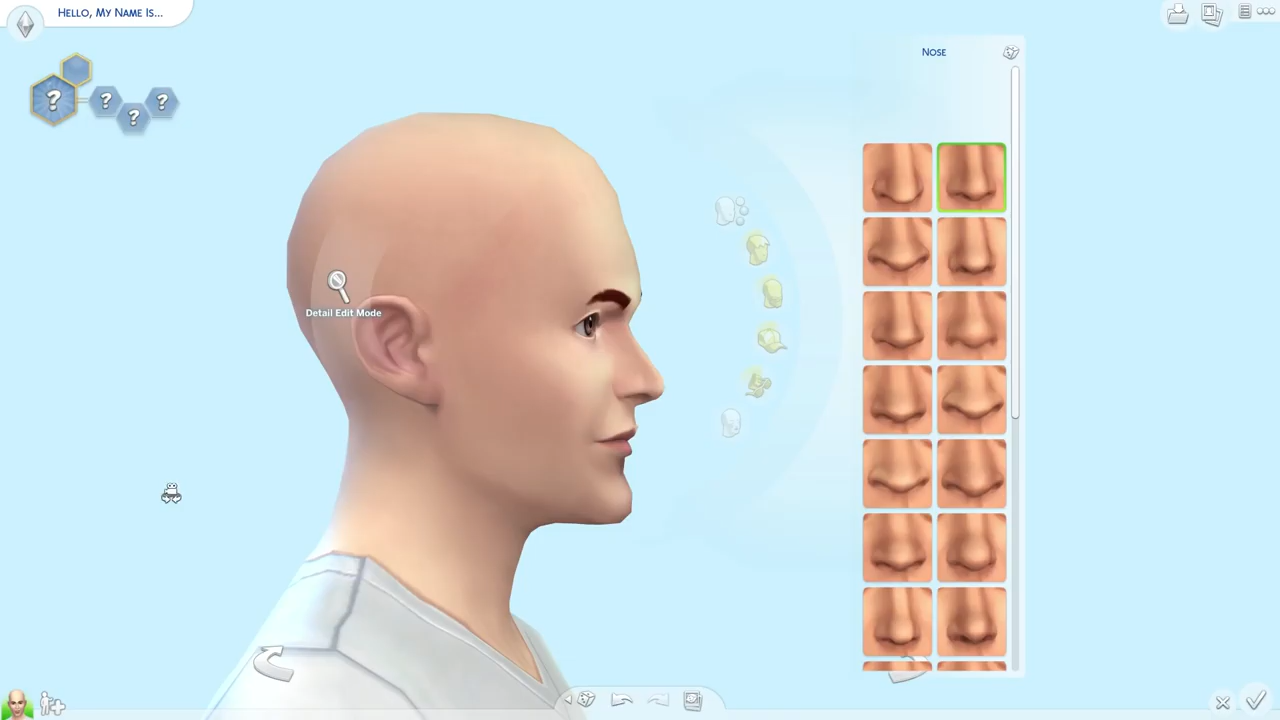 Hello, My Name Is...
Nose
?
? ? ?
Detail Edit Mode